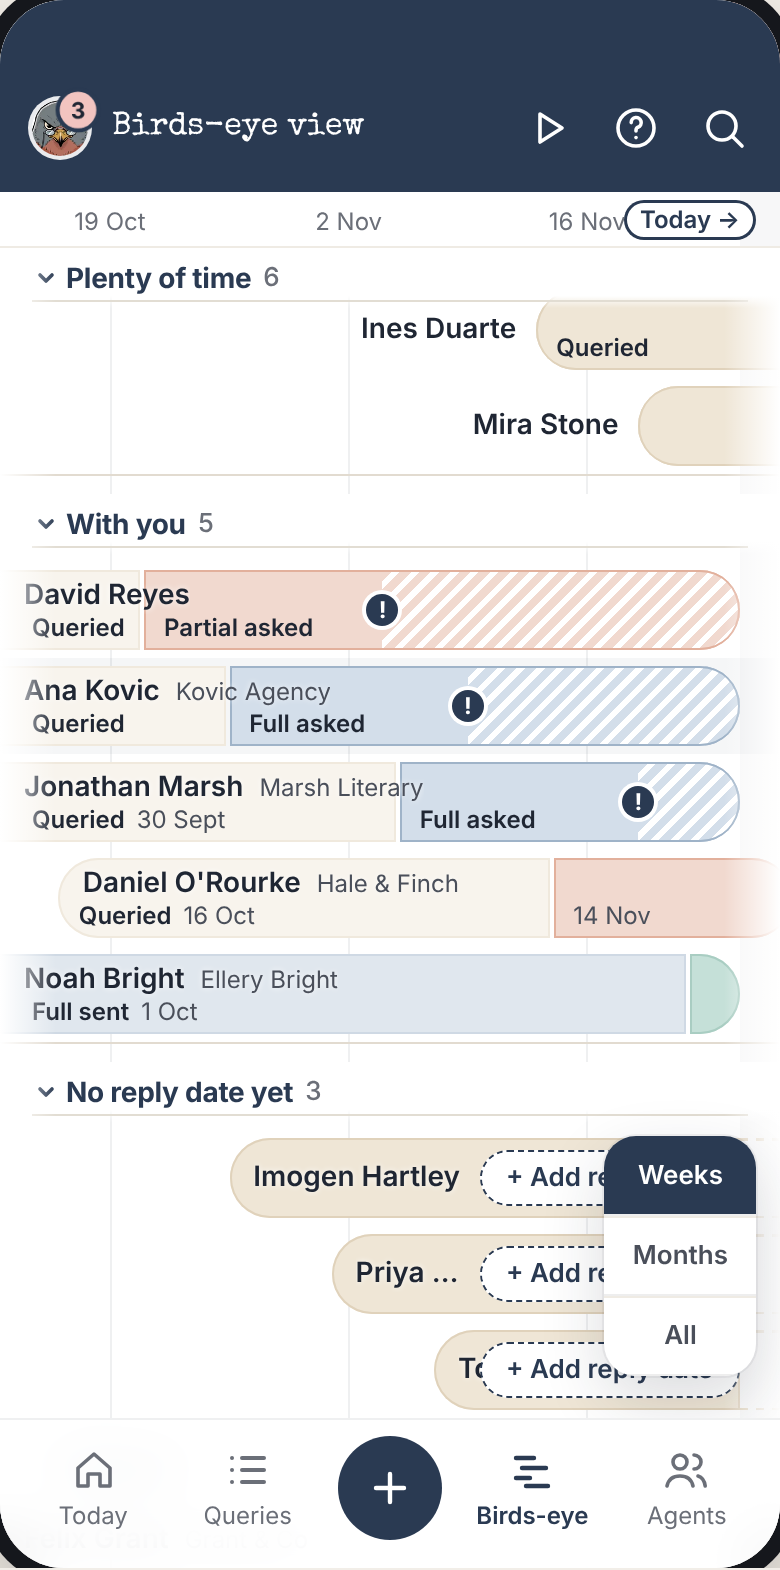 3
Birds-eye view
19 Oct 2 Nov 16 Nov Today →
Plenty of time 6
Ines Duarte
Queried
Mira Stone
With you 5
David Reyes
Queried Partial asked !
Ana Kovic Kovic Agency
Queried Full asked !
Jonathan Marsh Marsh Literary
Queried 30 Sept Full asked !
Daniel O'Rourke Hale & Finch
Queried 16 Oct 14 Nov
Noah Bright Ellery Bright
Full sent 1 Oct
No reply date yet 3
Imogen Hartley + Add re
Weeks
Priya ... + Add re
Months
All
+ Add reply date
Today Queries Birds-eye Agents